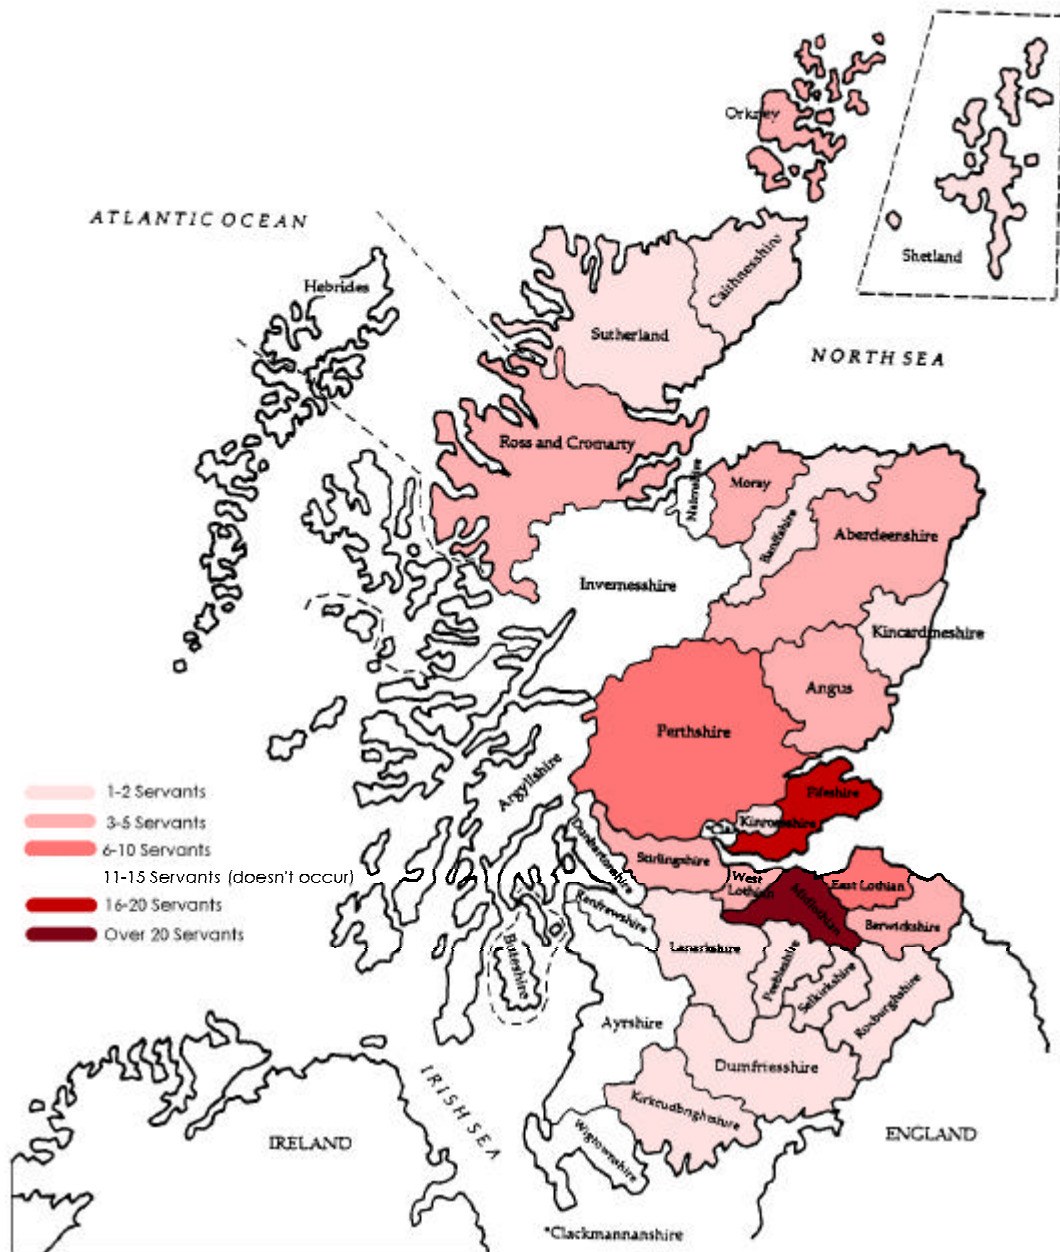 Orkney
ATLANTIC OCEAN
Shetland
Hebrides
Caithnesshire
Sutherland
NORTH SEA
Ross and Cromarty
Nairnshire
Moray
Banffshire
Aberdeenshire
Invernesshire
Kincardineshire
Angus
Perthshire
Argyllshire
Fifeshire
Kinrosshire
*Cla
Dunbartonshire
Stirlingshire
West
Lothian
Midlothian
East Lothian
Berwickshire
1-2 Servants
3-5 Servants
6-10 Servants
11-15 Servants (doesn't occur)
16-20 Servants
Over 20 Servants
Renfrewshire
Buteshire
Lanarkshire
Peebleshire
Selkirkshire
Roxburghshire
Ayrshire
Dumfriesshire
Kirkcudbrightshire
Wigtownshire
IRISH SEA
IRELAND
ENGLAND
*Clackmannanshire